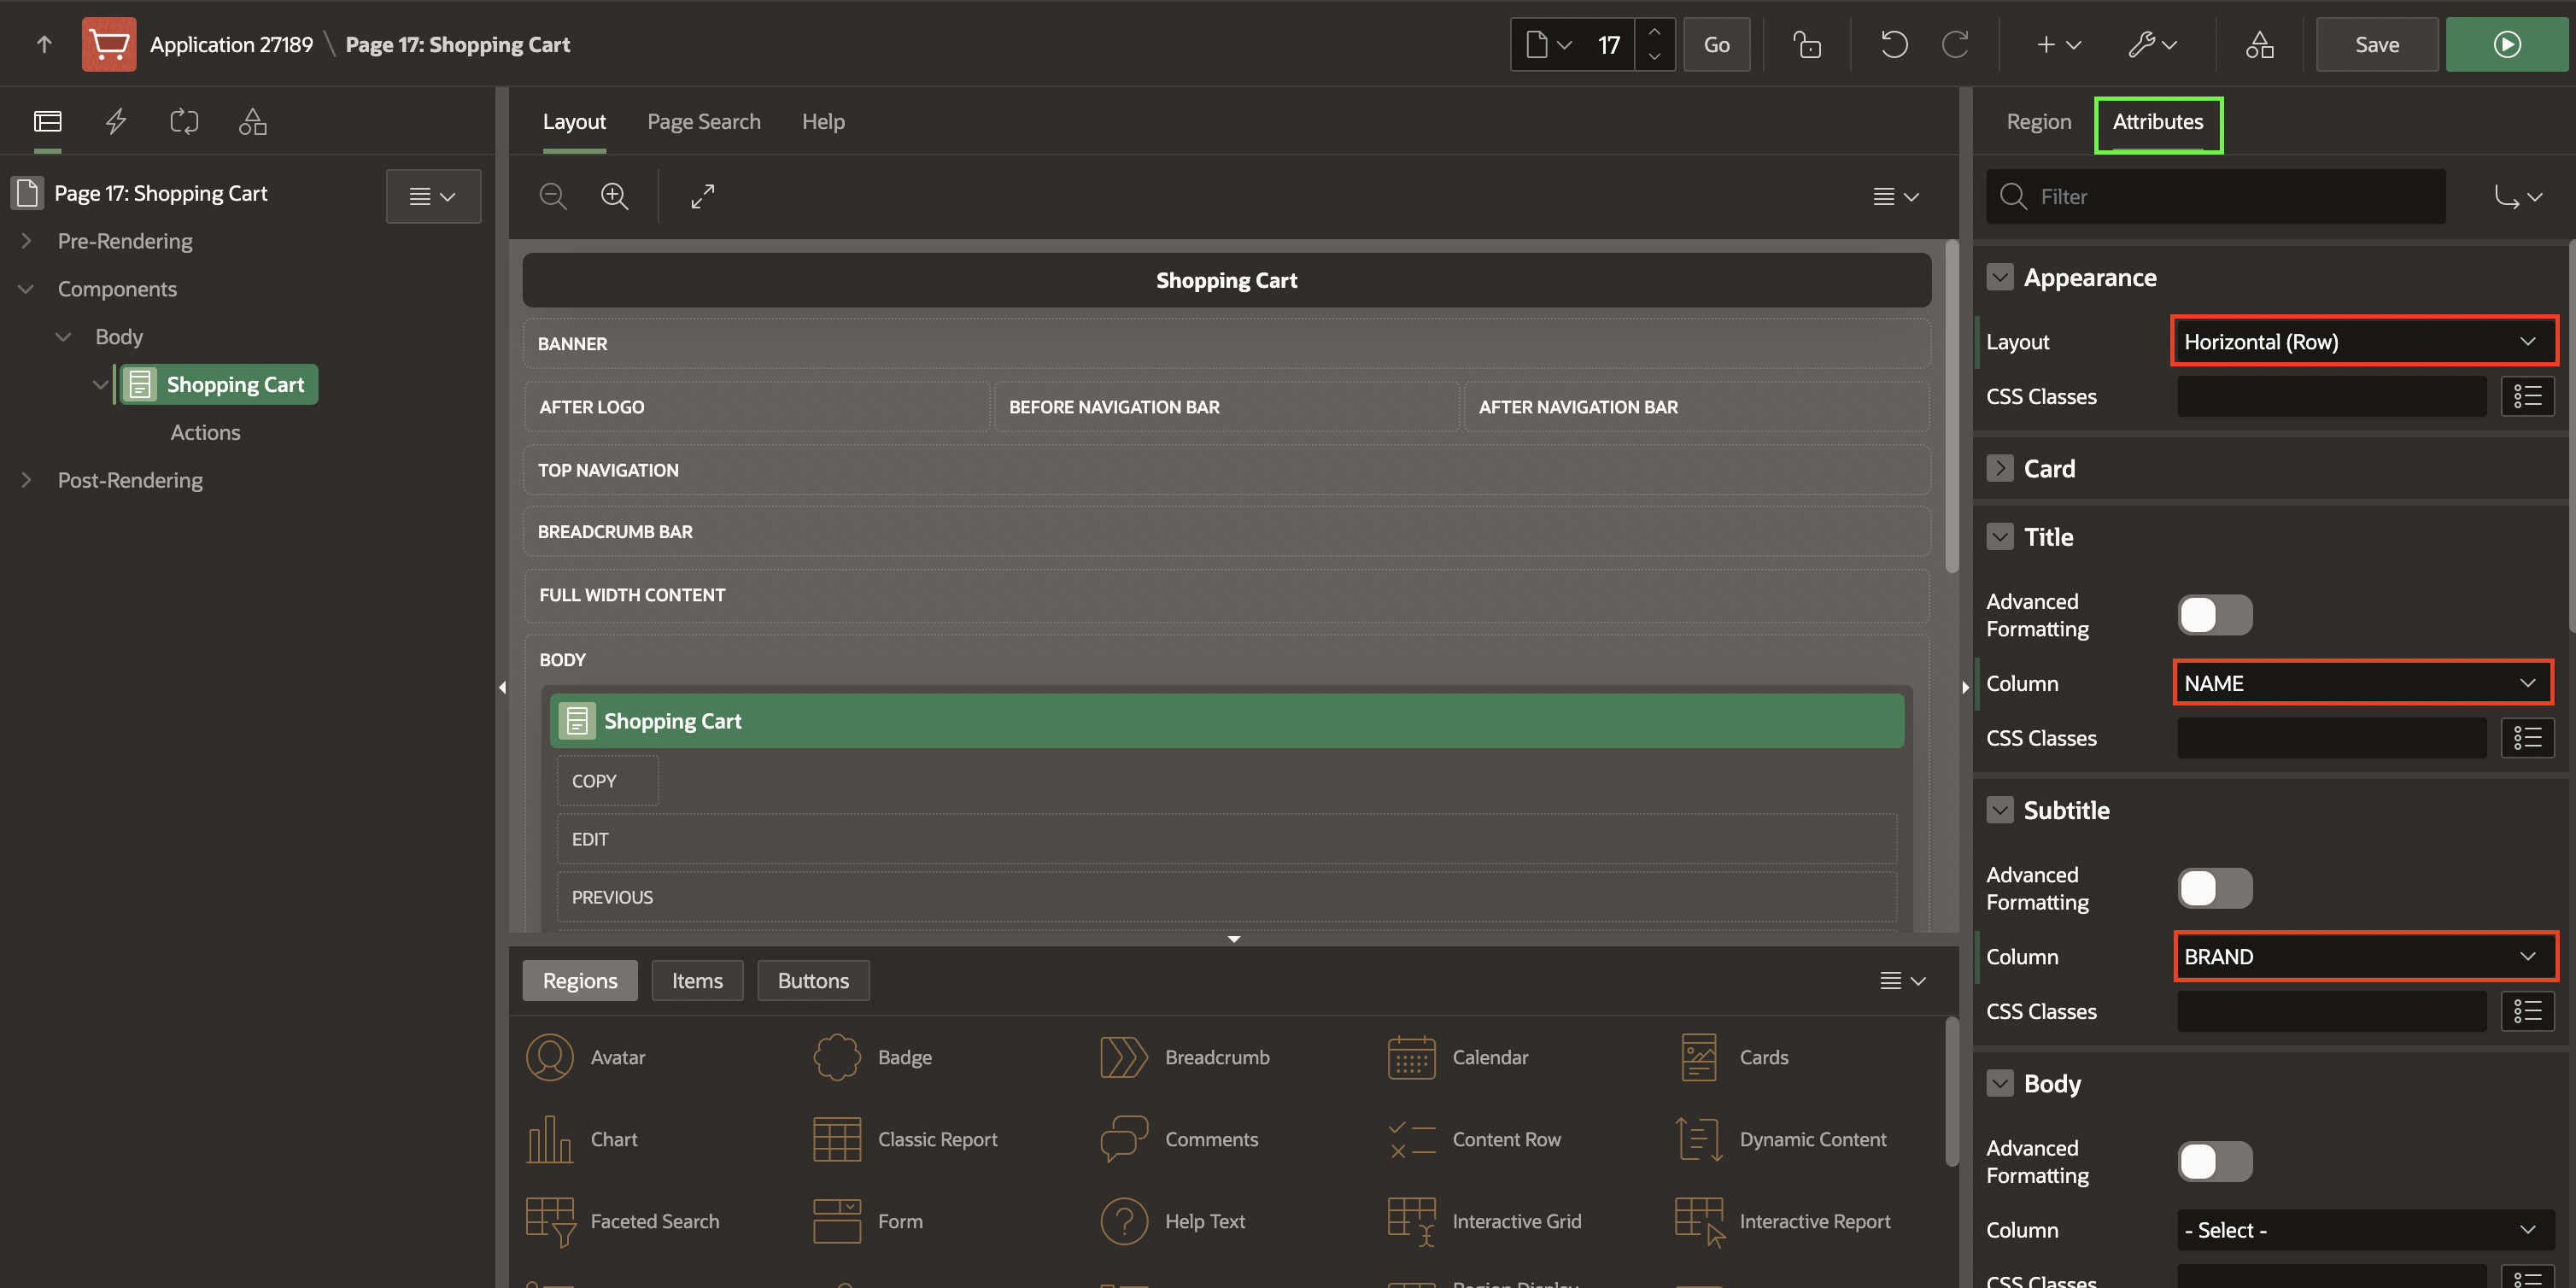 Application 27189 \ Page 17: Shopping Cart
17
Go
Save
Page 17: Shopping Cart
Pre-Rendering
Components
Body
Shopping Cart
Actions
Post-Rendering
Layout
Page Search
Help
Shopping Cart
BANNER
AFTER LOGO
BEFORE NAVIGATION BAR
AFTER NAVIGATION BAR
TOP NAVIGATION
BREADCRUMB BAR
FULL WIDTH CONTENT
BODY
Shopping Cart
COPY
EDIT
PREVIOUS
Regions
Items
Buttons
Avatar
Badge
Breadcrumb
Calendar
Cards
Chart
Classic Report
Comments
Content Row
Dynamic Content
Faceted Search
Form
Help Text
Interactive Grid
Interactive Report
Region Display
Region
Attributes
Filter
Appearance
Layout
Horizontal (Row)
CSS Classes
Card
Title
Advanced
Formatting
Column
NAME
CSS Classes
Subtitle
Advanced
Formatting
Column
BRAND
CSS Classes
Body
Advanced
Formatting
Column
- Select -
CSS Classes